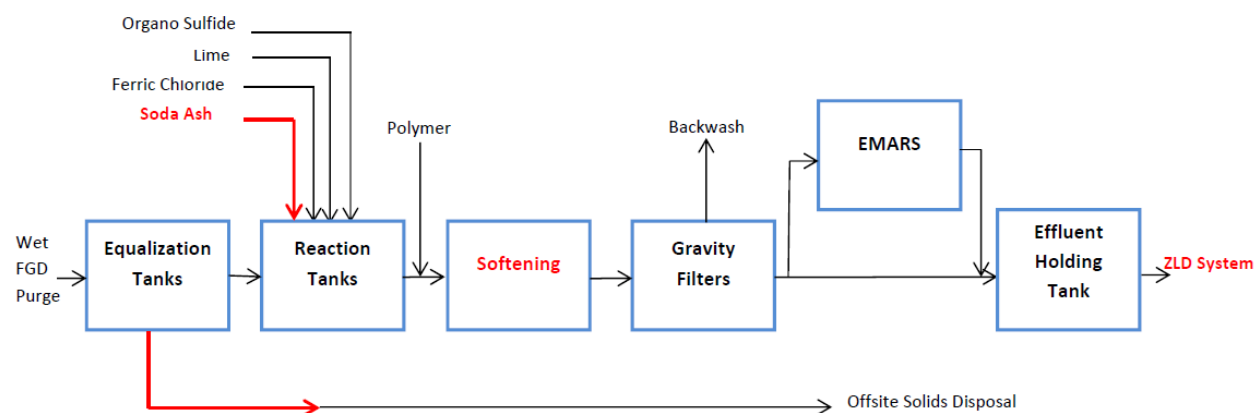 Organo Sulfide
Lime
Ferric Chloride
Soda Ash
Polymer
Backwash
EMARS
Wet
FGD
Purge
Equalization
Tanks
Reaction
Tanks
Softening
Gravity
Filters
Effluent
Holding
Tank
ZLD System
Offsite Solids Disposal